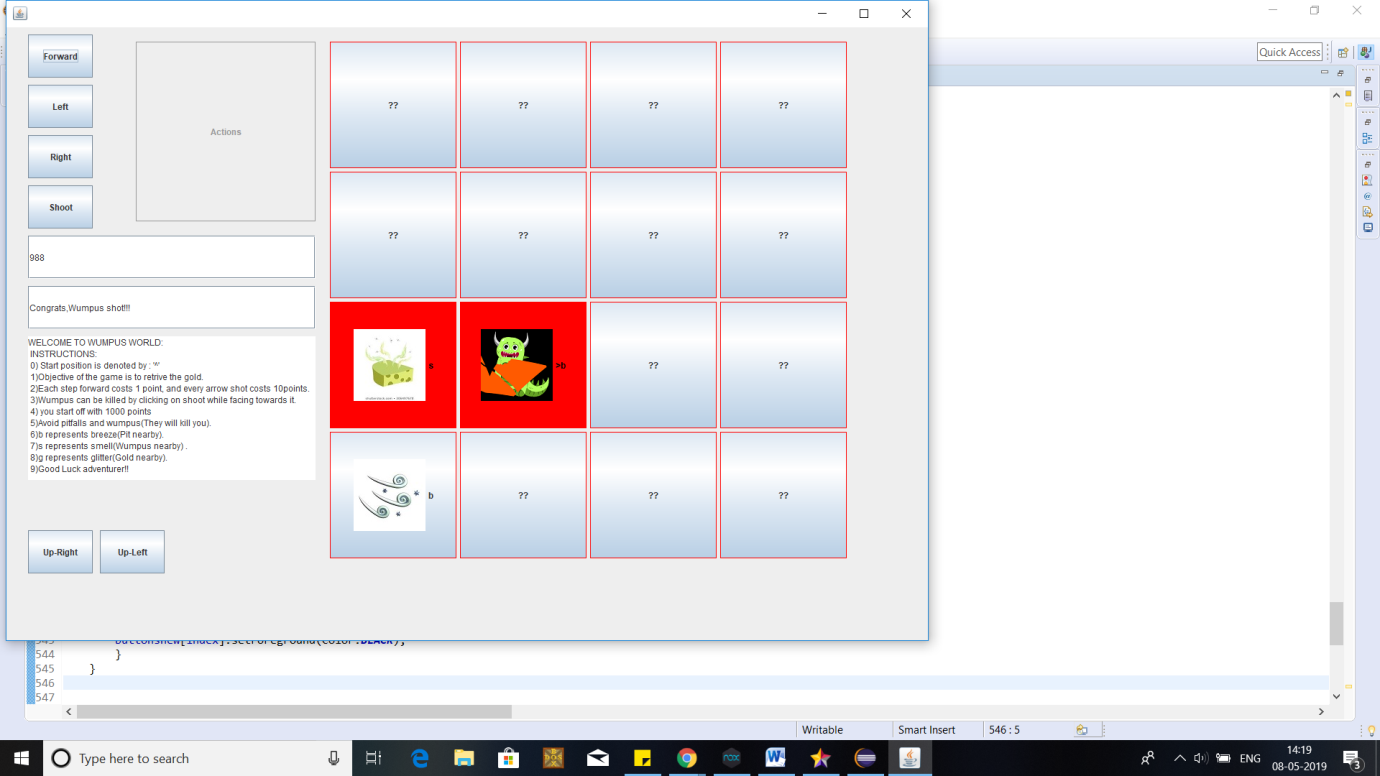 Forward
Left
Right
Shoot
Actions
988
Congrats,Wumpus shot!!!
WELCOME TO WUMPUS WORLD:
INSTRUCTIONS:
0) Start position is denoted by : '^'
1)Objective of the game is to retrive the gold.
2)Each step forward costs 1 point, and every arrow shot costs 10points.
3)Wumpus can be killed by clicking on shoot while facing towards it.
4) you start off with 1000 points
5)Avoid pitfalls and wumpus(They will kill you).
6)b represents breeze(Pit nearby).
7)s represents smell(Wumpus nearby) .
8)g represents glitter(Gold nearby).
9)Good Luck adventurer!!
Up-Right
Up-Left
?? ?? ?? ??
?? ?? ?? ??
s >b ?? ??
b ?? ?? ??
Quick Access
544 }
545 }
546
547
Writable
Smart Insert
546 : 5
Type here to search
ENG
14:19
08-05-2019
3